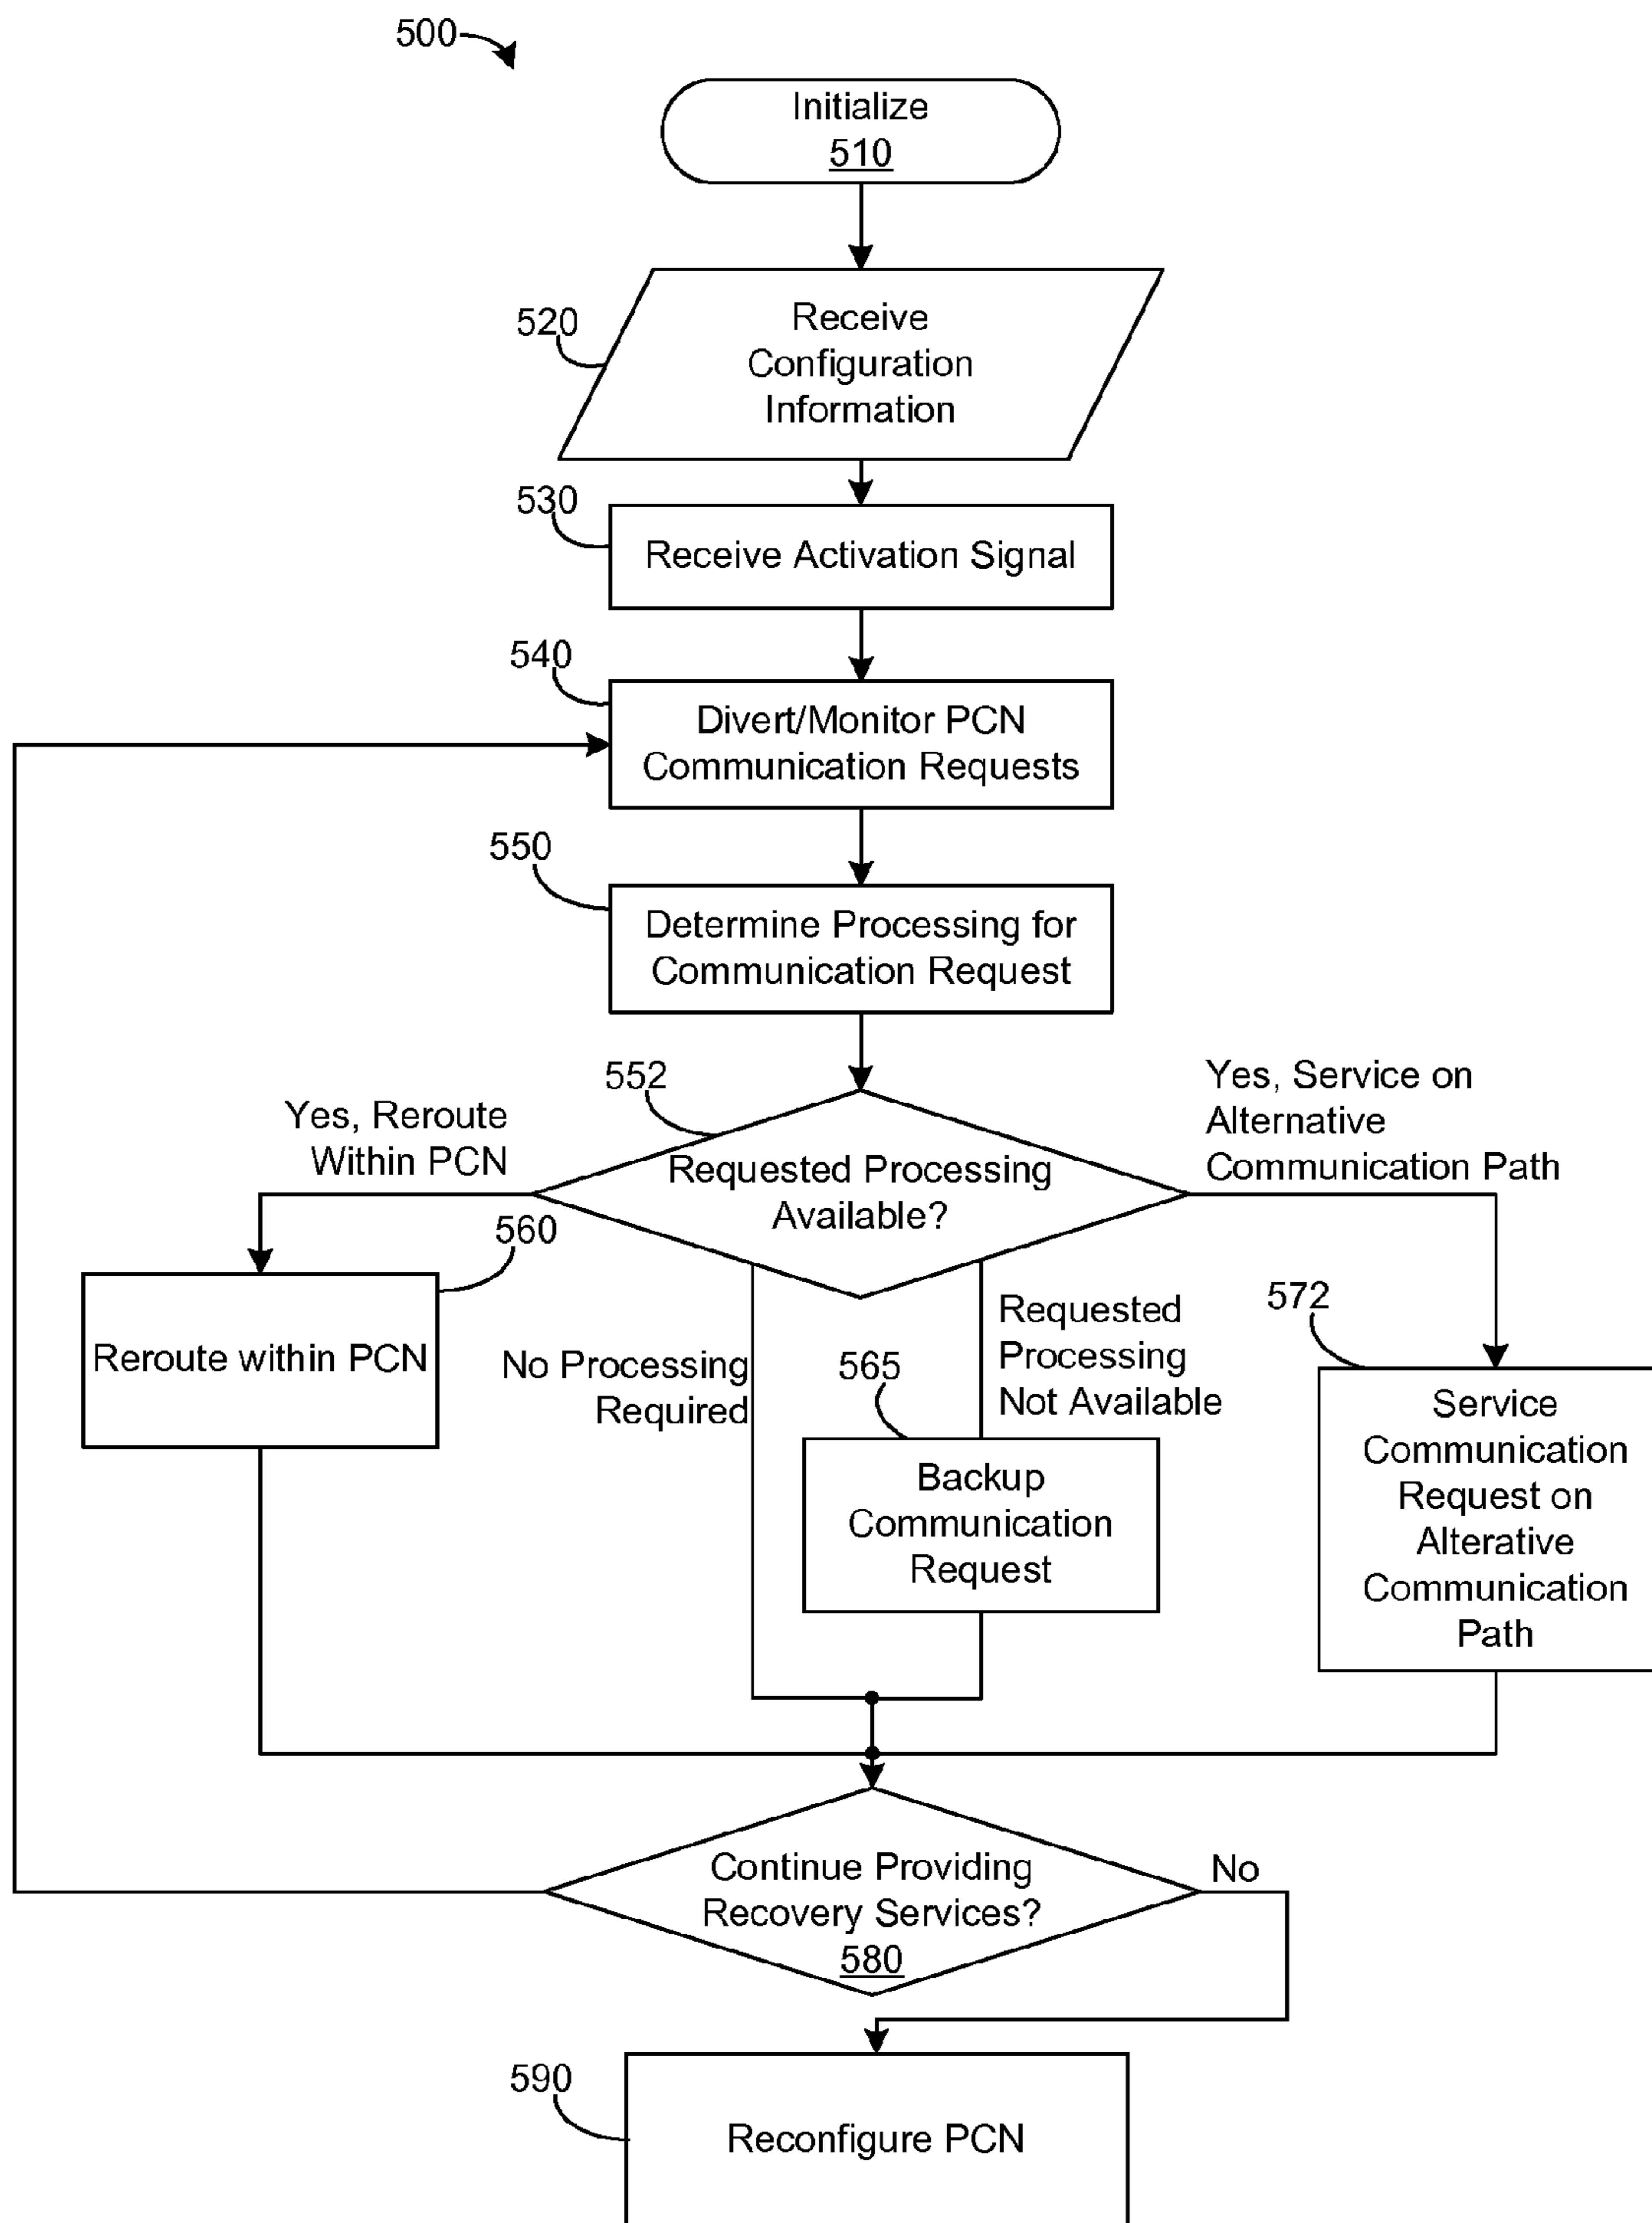 500
Initialize
510
520
Receive
Configuration
Information
530
Receive Activation Signal
540
Divert/Monitor PCN
Communication Requests
550
Determine Processing for
Communication Request
552
Yes, Reroute
Within PCN
Yes, Service on
Alternative
Communication Path
Requested Processing
Available?
560
Reroute within PCN
No Processing
Required
Requested
Processing
Not Available
565
Backup
Communication
Request
572
Service
Communication
Request on
Alterative
Communication
Path
Continue Providing
Recovery Services?
580
No
590
Reconfigure PCN